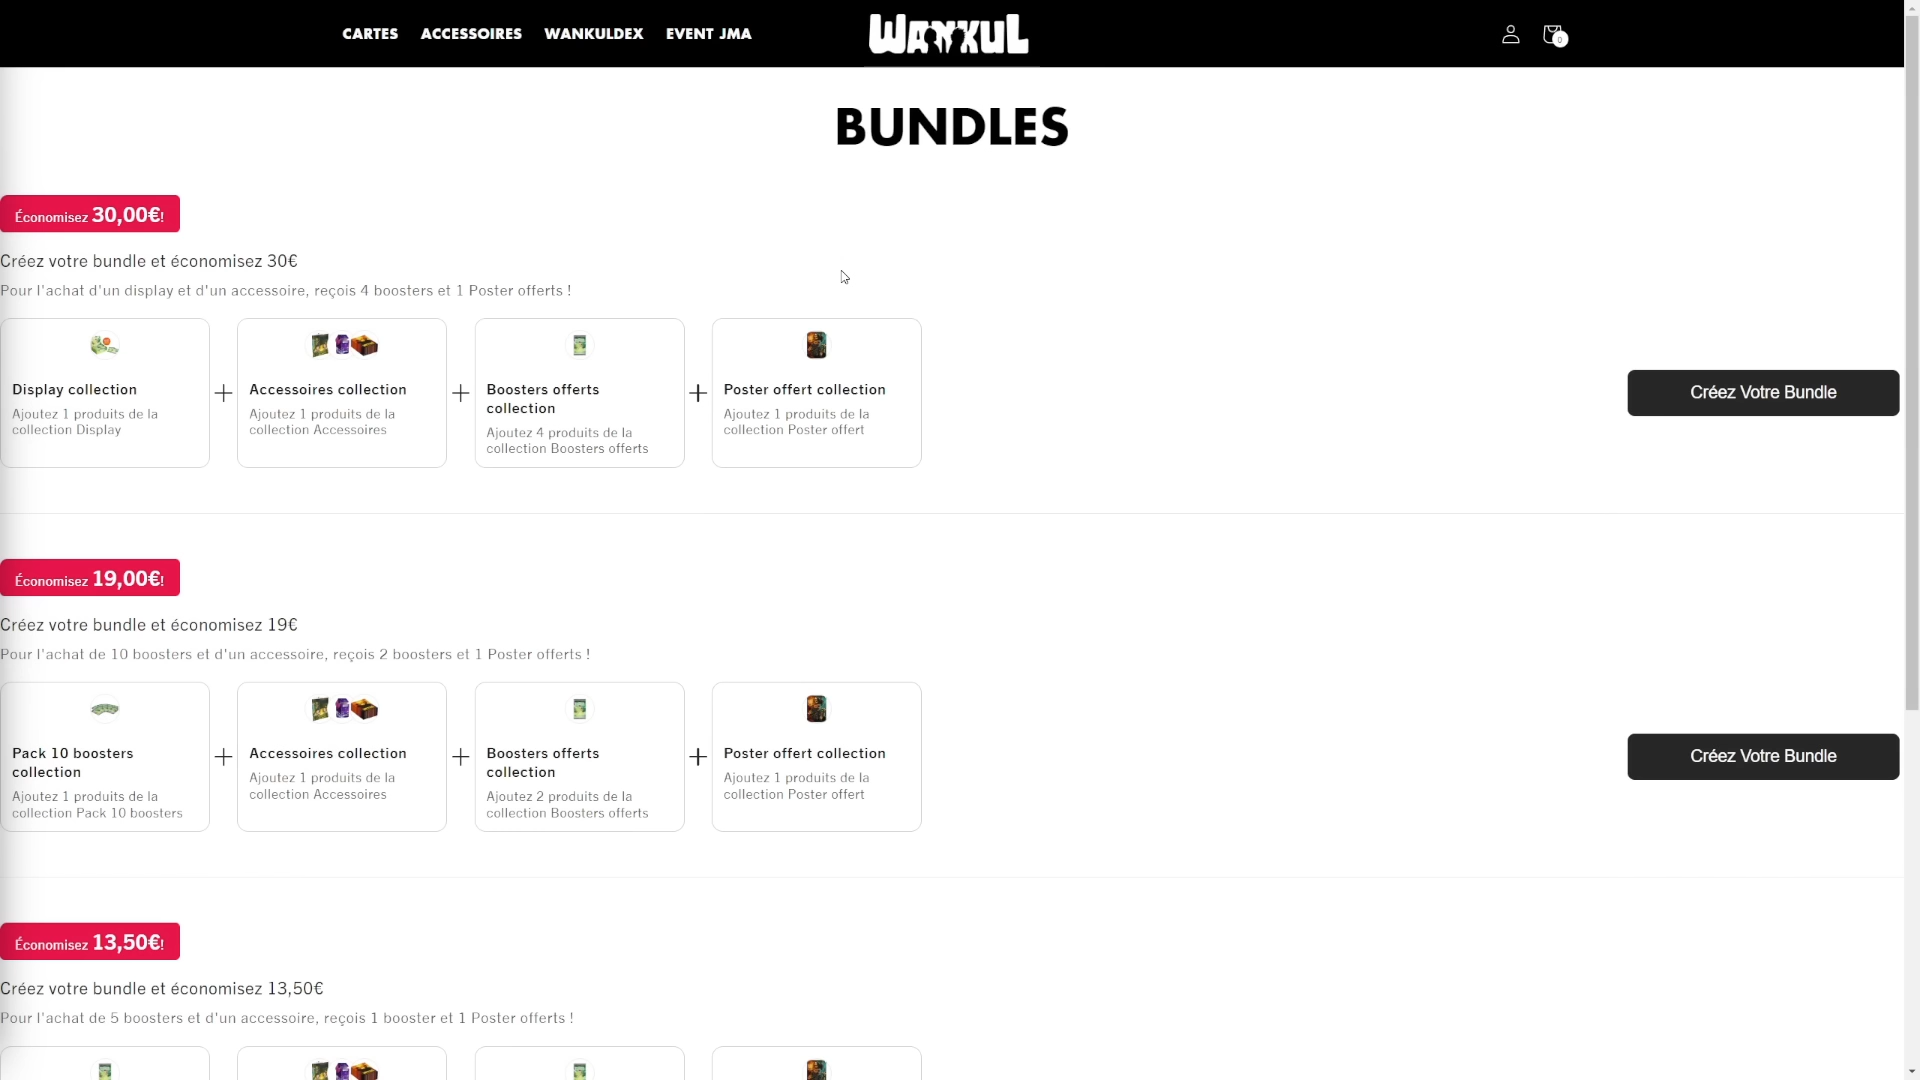 CARTES ACCESSOIRES WANKULDEX EVENT JMA WANKUL 0
BUNDLES
Économisez 30,00€!
Créez votre bundle et économisez 30€
Pour l'achat d'un display et d'un accessoire, reçois 4 boosters et 1 Poster offerts !
Display collection
Ajoutez 1 produits de la
collection Display
+
Accessoires collection
Ajoutez 1 produits de la
collection Accessoires
+
Boosters offerts
collection
Ajoutez 4 produits de la
collection Boosters offerts
+
Poster offert collection
Ajoutez 1 produits de la
collection Poster offert
Créez Votre Bundle
Économisez 19,00€!
Créez votre bundle et économisez 19€
Pour l'achat de 10 boosters et d'un accessoire, reçois 2 boosters et 1 Poster offerts !
Pack 10 boosters
collection
Ajoutez 1 produits de la
collection Pack 10 boosters
+
Accessoires collection
Ajoutez 1 produits de la
collection Accessoires
+
Boosters offerts
collection
Ajoutez 2 produits de la
collection Boosters offerts
+
Poster offert collection
Ajoutez 1 produits de la
collection Poster offert
Créez Votre Bundle
Économisez 13,50€!
Créez votre bundle et économisez 13,50€
Pour l'achat de 5 boosters et d'un accessoire, reçois 1 booster et 1 Poster offerts !